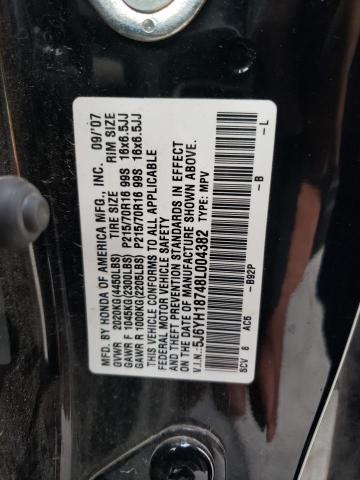 MFD. BY HONDA OF AMERICA MFG., INC. 09/'07
TIRE SIZE RIM SIZE
GVWR 2020KG(4450LBS)
GAWR F 1045KG(2300LBS) P215/70R16 99S 16x6.5JJ
GAWR R 1000KG(2205LBS) P215/70R16 99S 16x6.5JJ
THIS VEHICLE CONFORMS TO ALL APPLICABLE
FEDERAL MOTOR VEHICLE SAFETY,
THEFT PREVENTION STANDARDS IN EFFECT
ON THE DATE OF MANUFACTURE SHOWN ABOVE.
V.I.N.: 5J6YH18748L004382 TYPE: MPV
-B92P -B -L
SCV 8 AC5